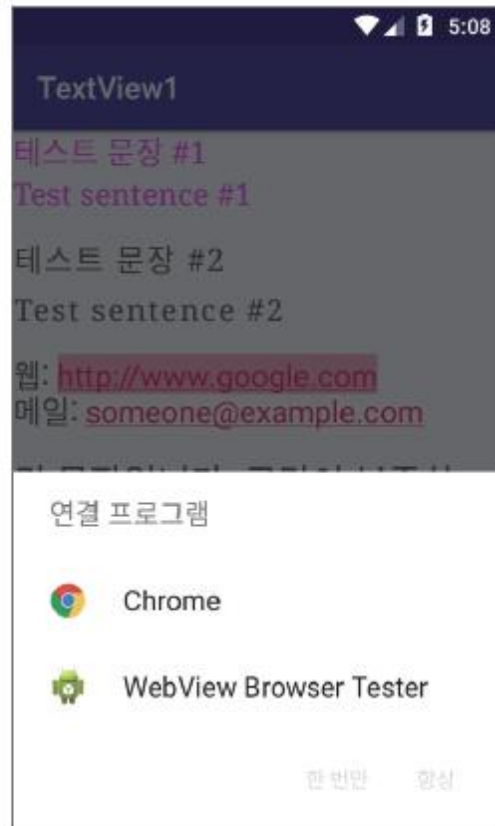 5:08
TextView1
테스트 문장 #1
Test sentence #1
테스트 문장 #2
Test sentence #2
웹: http://www.google.com
메일: someone@example.com
연결 프로그램
Chrome
WebView Browser Tester
한 번만 항상